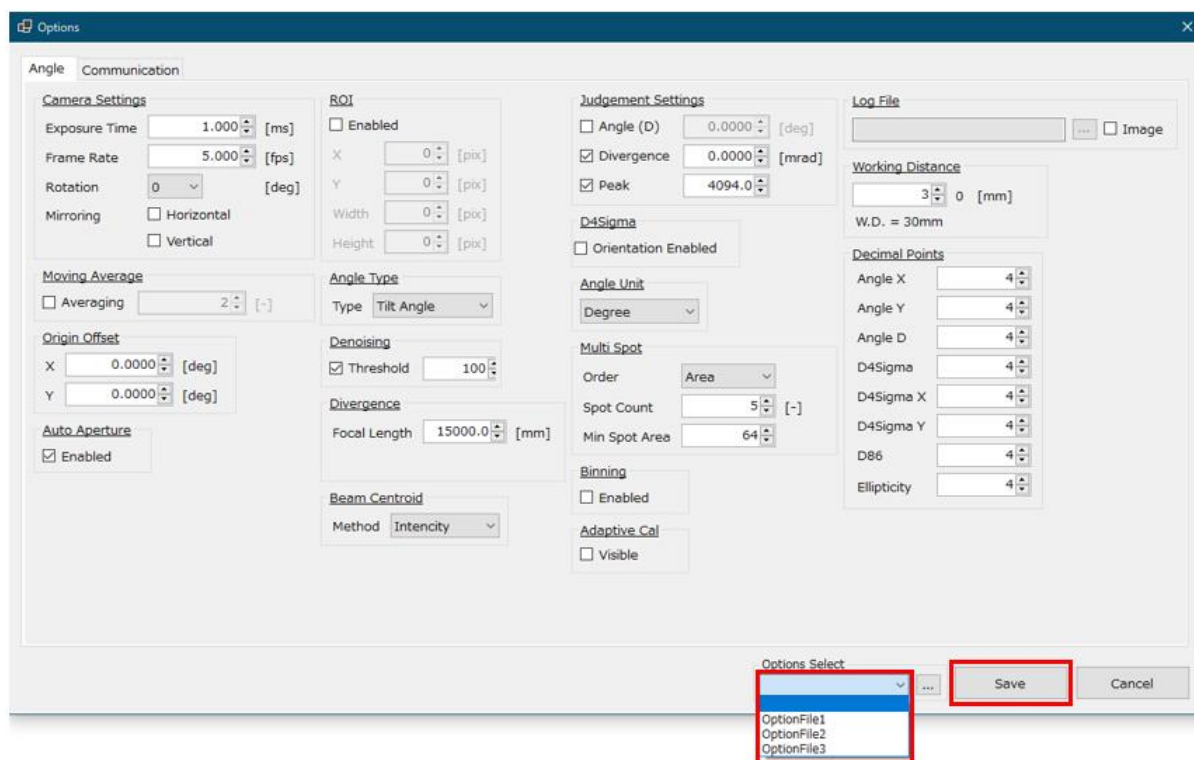 Options
Angle
Communication
Camera Settings
Exposure Time 1.000 [ms]
Frame Rate 5.000 [fps]
Rotation 0 [deg]
Mirroring Horizontal
Vertical
Moving Average
Averaging 2 [-]
Origin Offset
X 0.0000 [deg]
Y 0.0000 [deg]
Auto Aperture
Enabled
ROI
Enabled
X 0 [pix]
Y 0 [pix]
Width 0 [pix]
Height 0 [pix]
Angle Type
Type Tilt Angle
Denoising
Threshold 100
Divergence
Focal Length 15000.0 [mm]
Beam Centroid
Method Intencity
Judgement Settings
Angle (D) 0.0000 [deg]
Divergence 0.0000 [mrad]
Peak 4094.0
D4Sigma
Orientation Enabled
Angle Unit
Degree
Multi Spot
Order Area
Spot Count 5 [-]
Min Spot Area 64
Binning
Enabled
Adaptive Cal
Visible
Log File
... Image
Working Distance
3 0 [mm]
W.D. = 30mm
Decimal Points
Angle X 4
Angle Y 4
Angle D 4
D4Sigma 4
D4Sigma X 4
D4Sigma Y 4
D86 4
Ellipticity 4
Options Select
... Save Cancel
OptionFile1
OptionFile2
OptionFile3